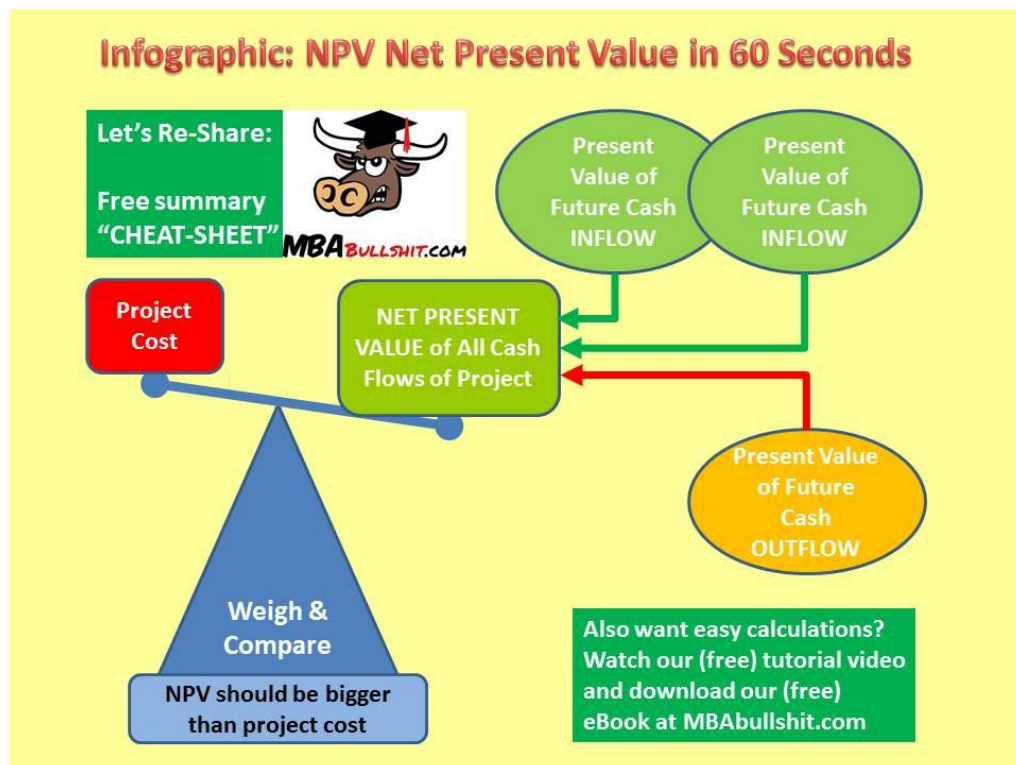 Infographic: NPV Net Present Value in 60 Seconds
Let's Re-Share:
Free summary
"CHEAT-SHEET"
MBABULLSHIT.COM
Present
Value of
Future Cash
INFLOW
Present
Value of
Future Cash
INFLOW
Project
Cost
NET PRESENT
VALUE of All Cash
Flows of Project
Present Value
of Future
Cash
OUTFLOW
Weigh &
Compare
NPV should be bigger
than project cost
Also want easy calculations?
Watch our (free) tutorial video
and download our (free)
eBook at MBAbullshit.com